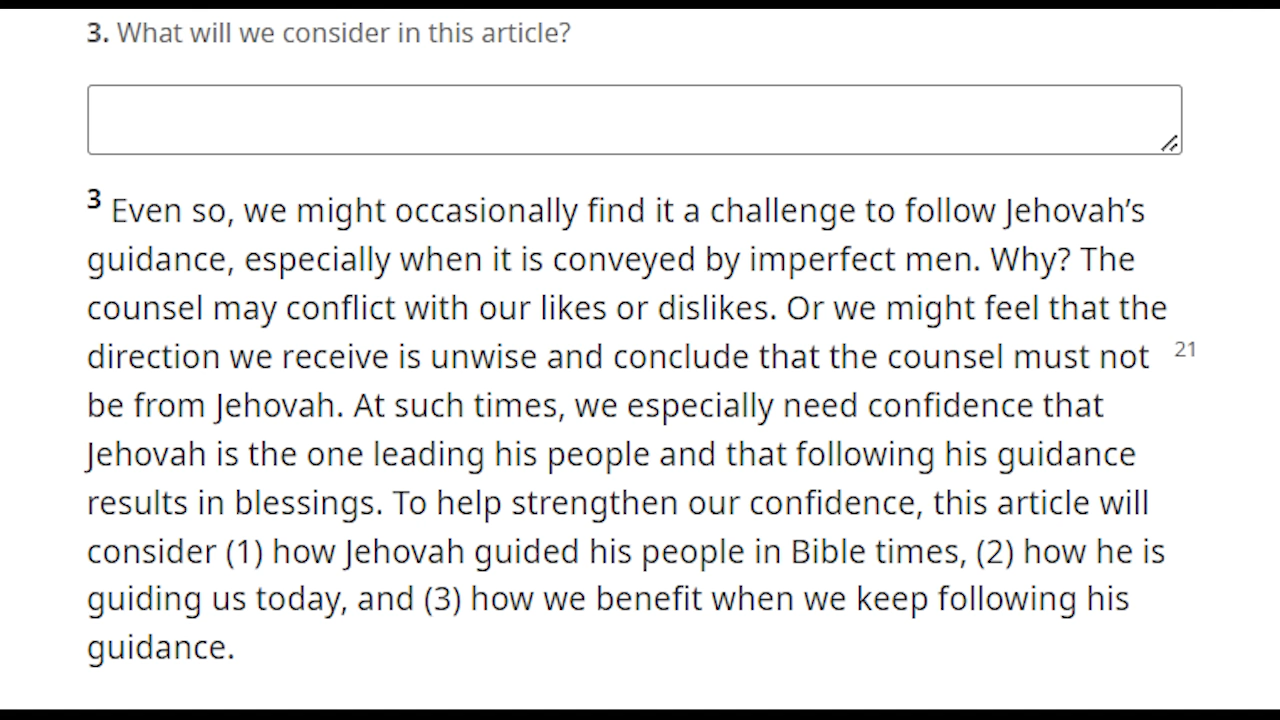 3. What will we consider in this article?
3 Even so, we might occasionally find it a challenge to follow Jehovah’s
guidance, especially when it is conveyed by imperfect men. Why? The
counsel may conflict with our likes or dislikes. Or we might feel that the
direction we receive is unwise and conclude that the counsel must not
21
be from Jehovah. At such times, we especially need confidence that
Jehovah is the one leading his people and that following his guidance
results in blessings. To help strengthen our confidence, this article will
consider (1) how Jehovah guided his people in Bible times, (2) how he is
guiding us today, and (3) how we benefit when we keep following his
guidance.